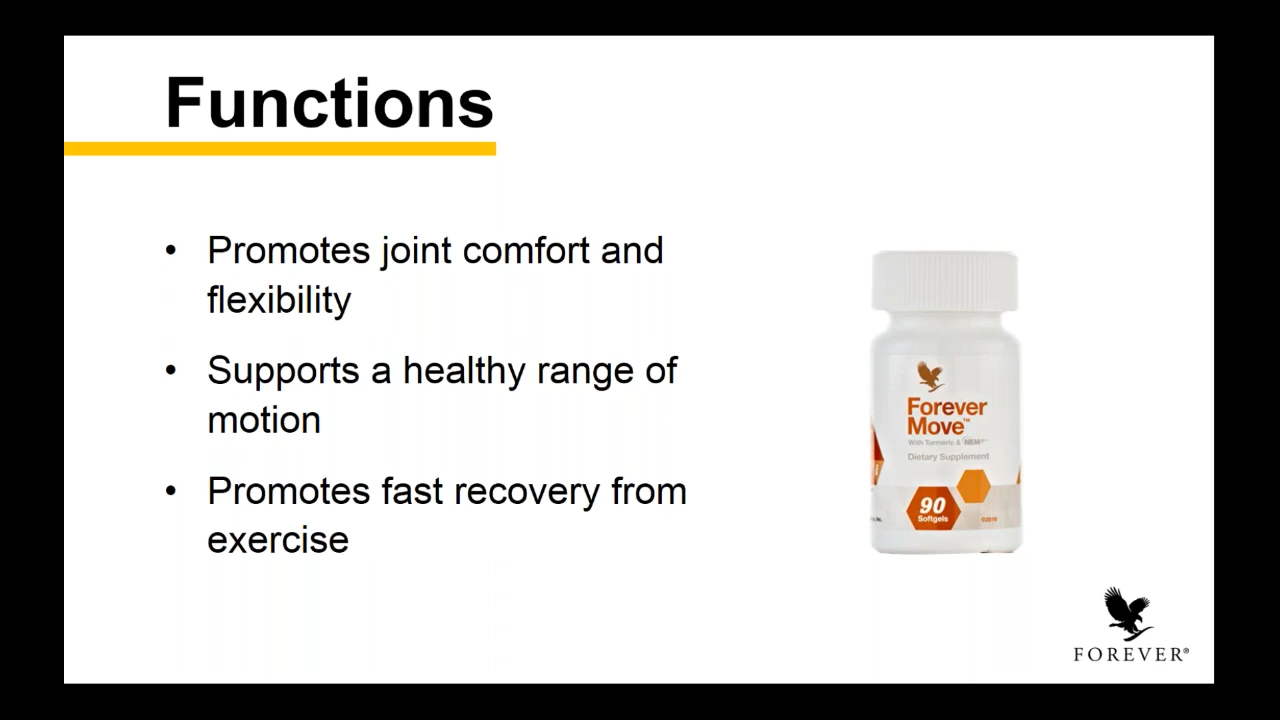 Functions
• Promotes joint comfort and
flexibility
• Supports a healthy range of
motion
• Promotes fast recovery from
exercise
Forever
Move™
With Turmeric & NEM®
Dietary Supplement
90
Softgels
FOREVER®